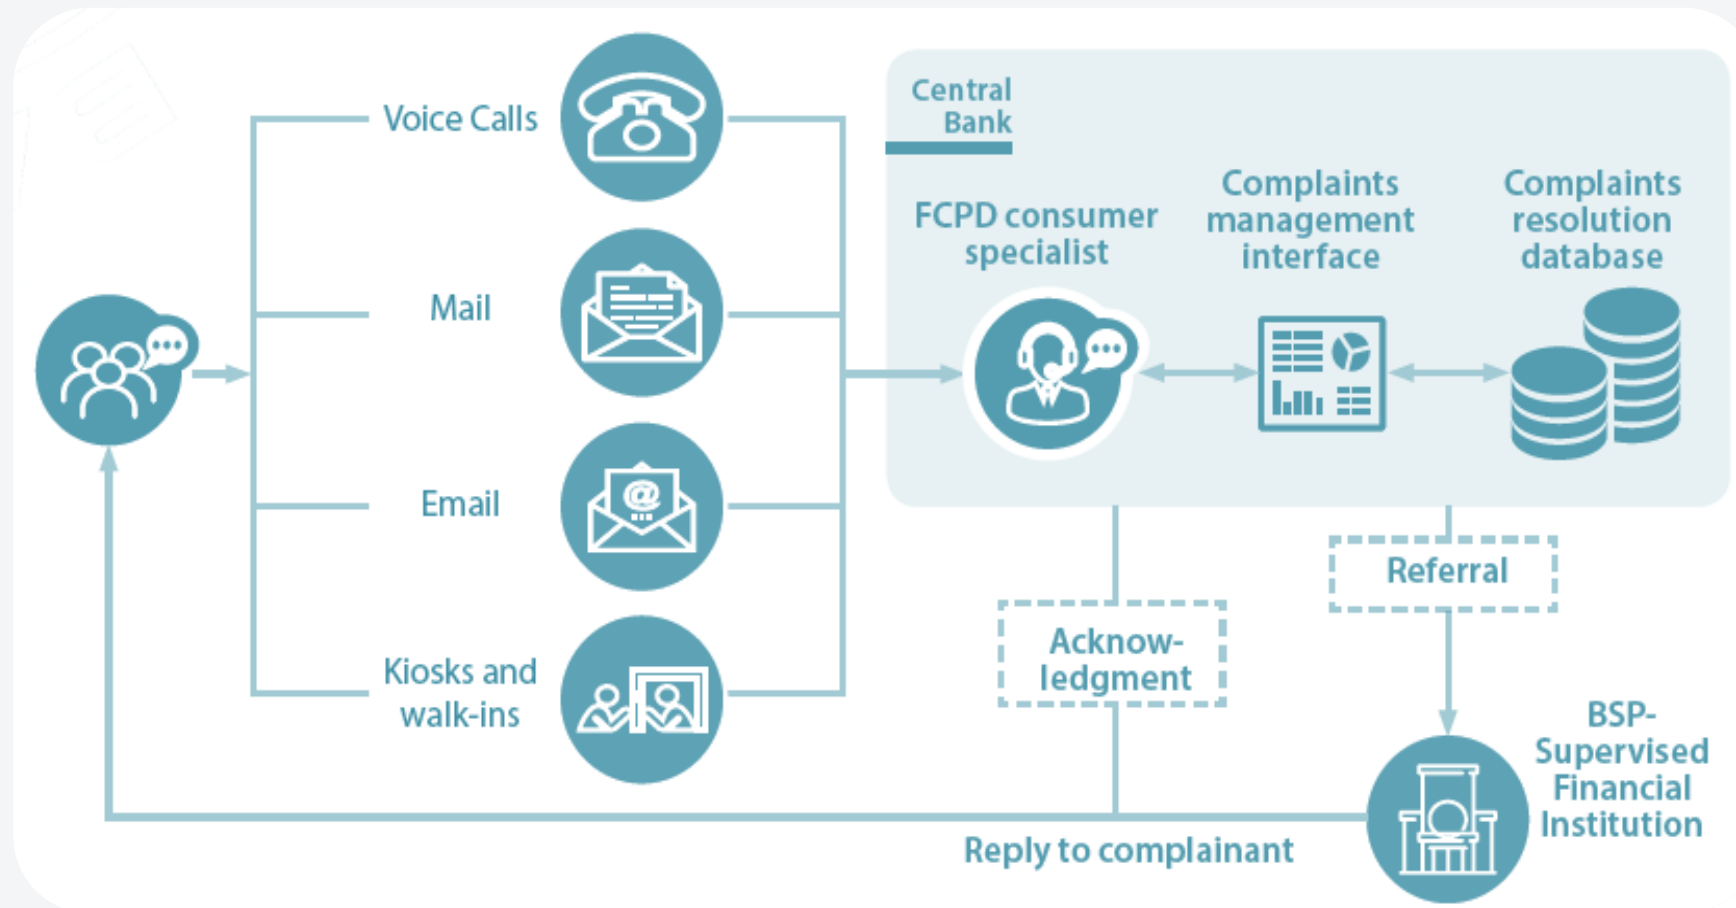 Voice Calls
Mail
Email
Kiosks and
walk-ins
Central
Bank
FCPD consumer
specialist
Complaints
management
interface
Complaints
resolution
database
@
Acknow-
ledgment
Referral
BSP-
Supervised
Financial
Institution
Reply to complainant